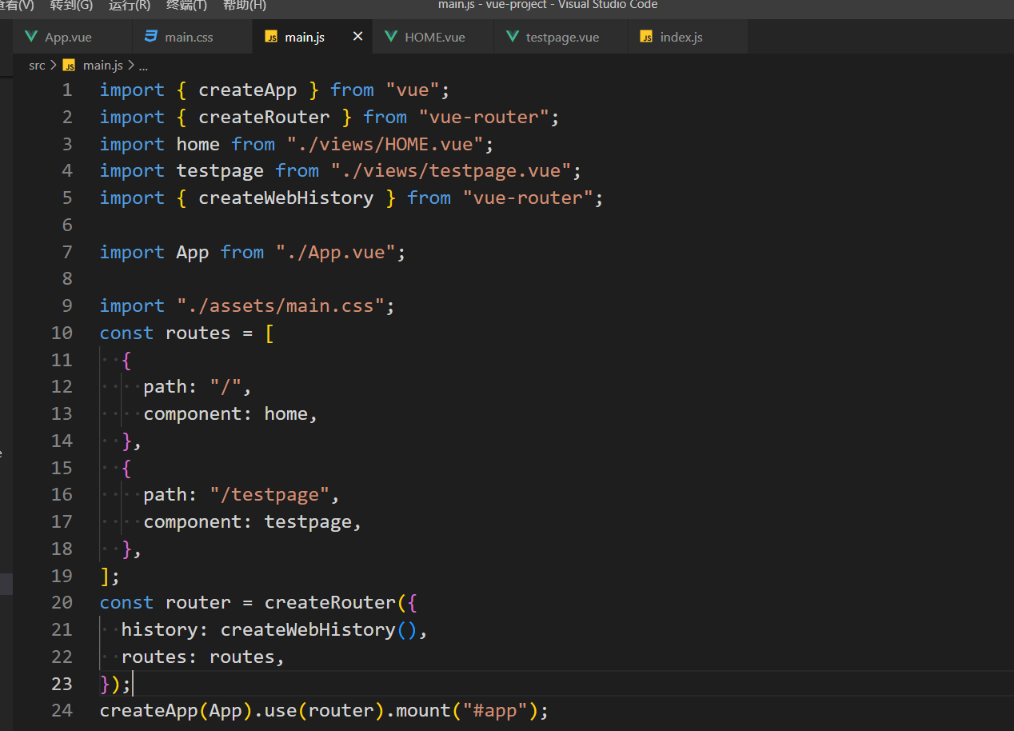 查看(V) 转到(G) 运行(R) 终端(T) 帮助(H) main.js - vue-project - Visual Studio Code
App.vue main.css main.js HOME.vue testpage.vue index.js
src > main.js > ...
1 import { createApp } from "vue";
2 import { createRouter } from "vue-router";
3 import home from "./views/HOME.vue";
4 import testpage from "./views/testpage.vue";
5 import { createWebHistory } from "vue-router";
6
7 import App from "./App.vue";
8
9 import "./assets/main.css";
10 const routes = [
11 {
12 path: "/",
13 component: home,
14 },
15 {
16 path: "/testpage",
17 component: testpage,
18 },
19 ];
20 const router = createRouter({
21 history: createWebHistory(),
22 routes: routes,
23 });
24 createApp(App).use(router).mount("#app");